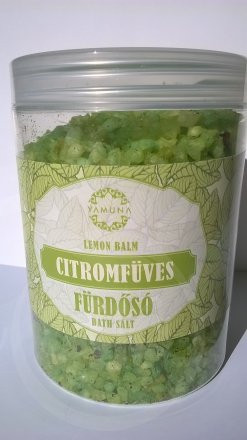 YAMUNA
LEMON BALM
CITROMFÜVES
FÜRDŐSÓ
BATH SALT